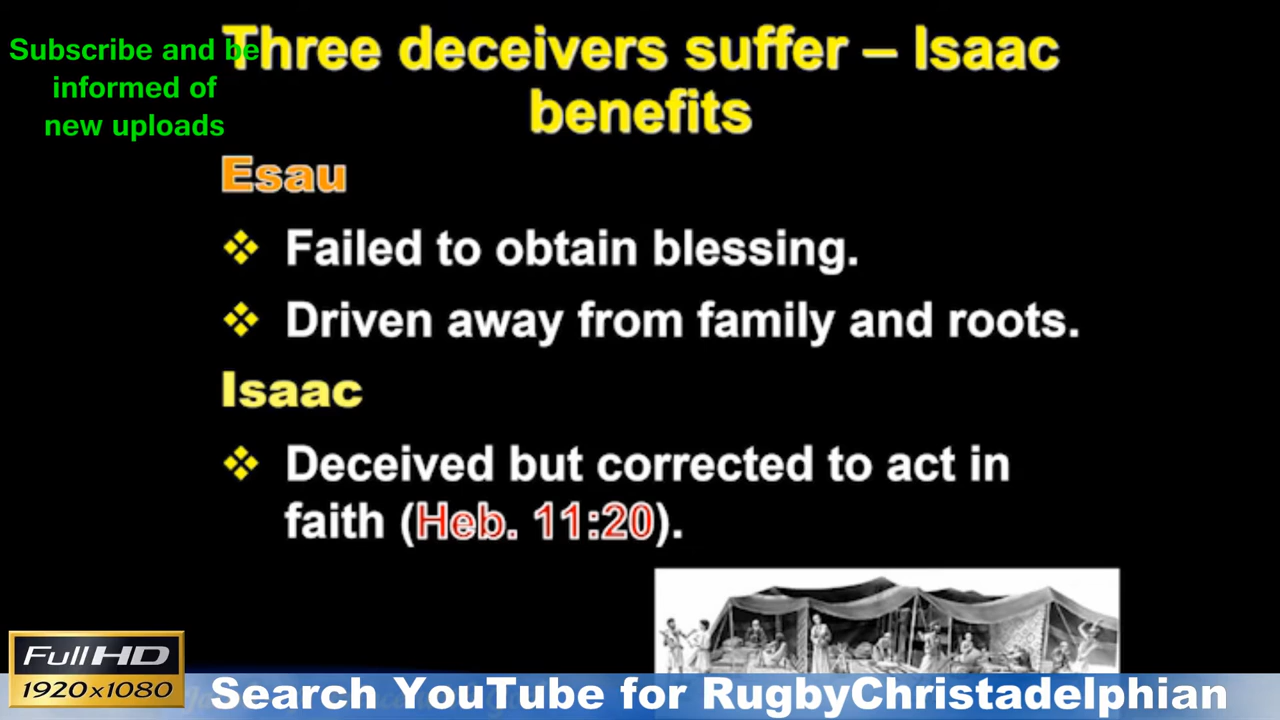 Subscribe and be
informed of
new uploads
Three deceivers suffer – Isaac
benefits
Esau
❖ Failed to obtain blessing.
❖ Driven away from family and roots.
Isaac
❖ Deceived but corrected to act in
faith (Heb. 11:20).
Full HD
1920x1080
Search YouTube for RugbyChristadelphian